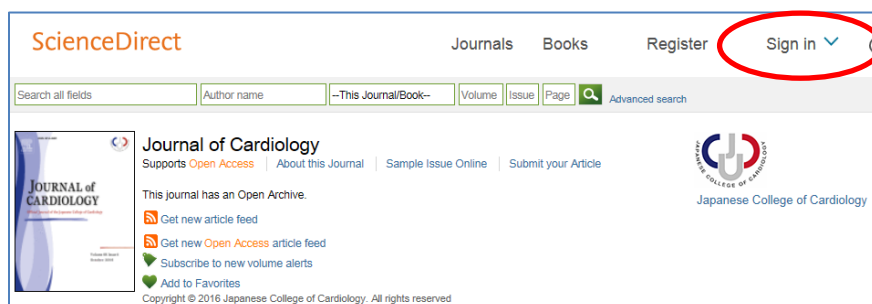 ScienceDirect Journals Books Register Sign in
Search all fields Author name --This Journal/Book-- Volume Issue Page Advanced search
JOURNAL of
CARDIOLOGY
Journal of Cardiology
Supports Open Access About this Journal Sample Issue Online Submit your Article
This journal has an Open Archive.
Get new article feed
Get new Open Access article feed
Subscribe to new volume alerts
Add to Favorites
Copyright © 2016 Japanese College of Cardiology. All rights reserved
JAPANESE COLLEGE OF CARDIOLOGY
Japanese College of Cardiology